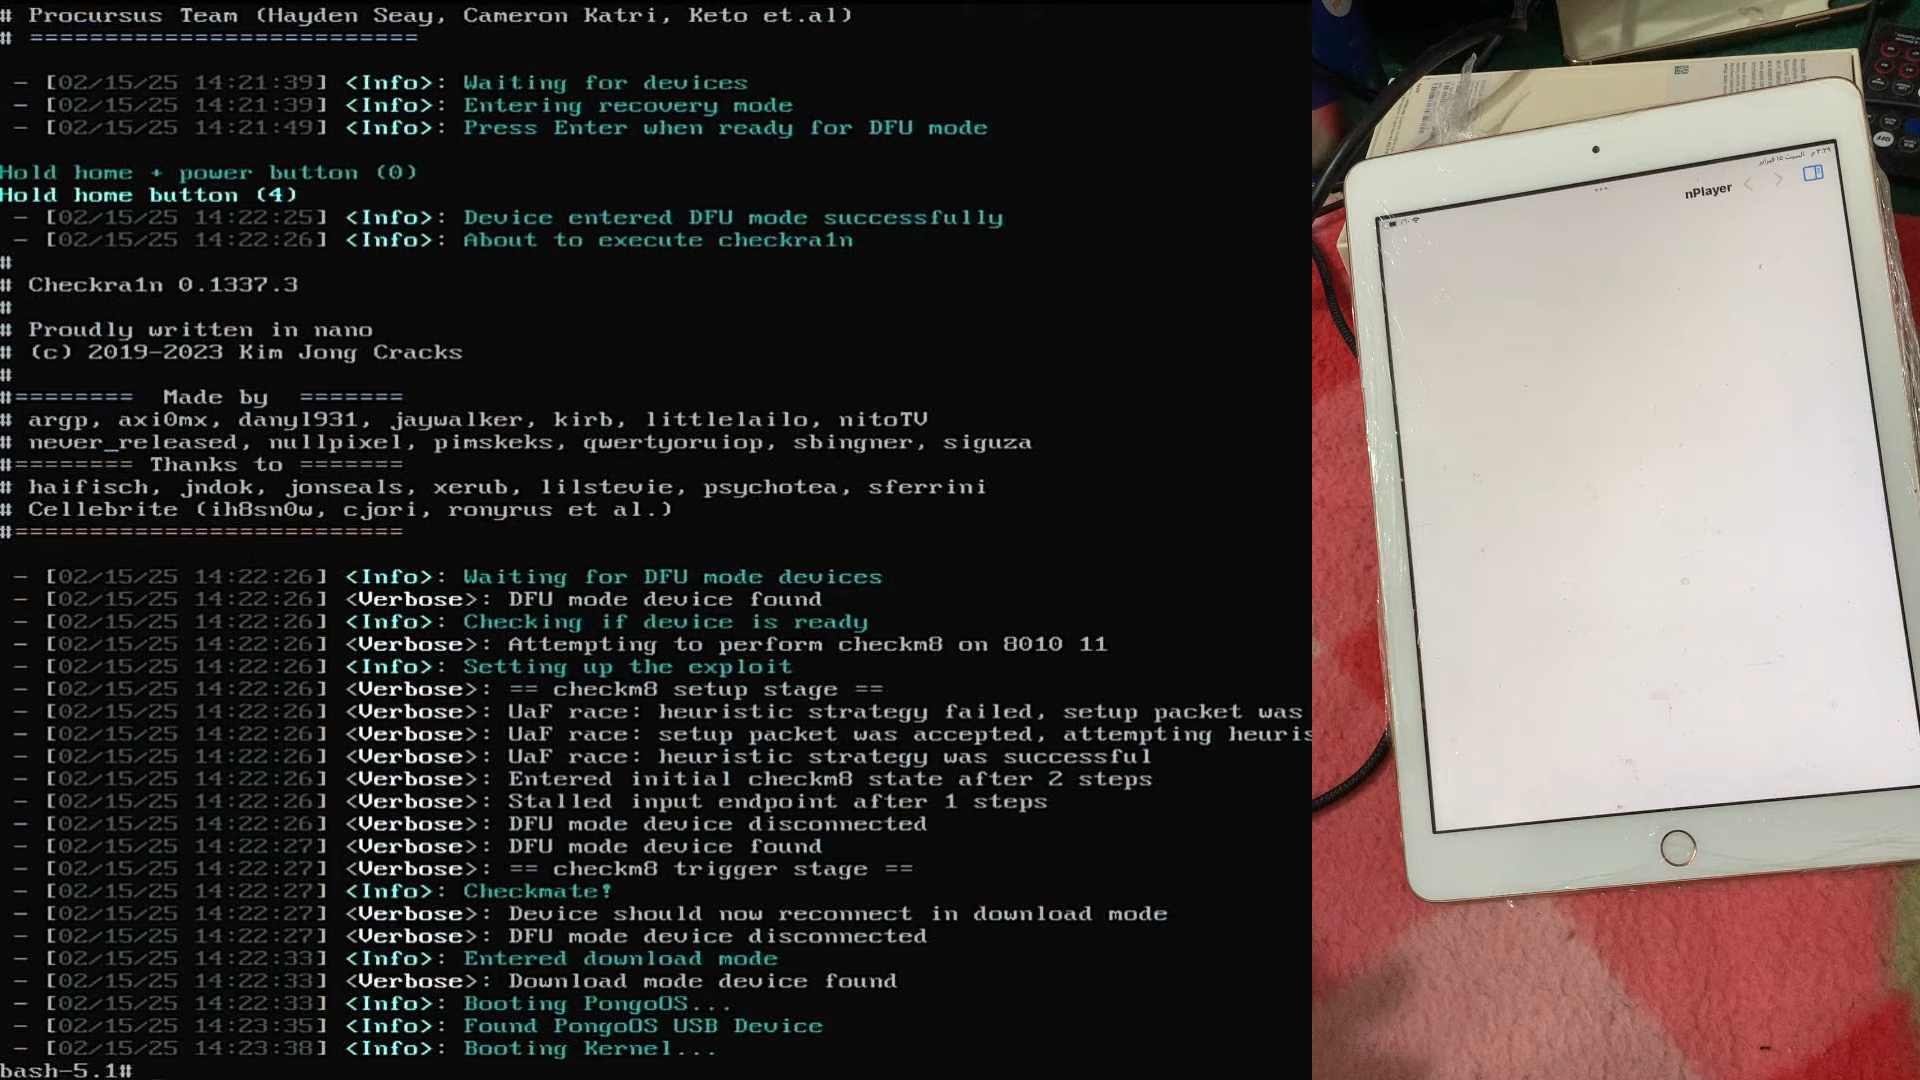 # Procursus Team (Hayden Seay, Cameron Katri, Keto et.al)
# ==========================
- [02/15/25 14:21:39] <Info>: Waiting for devices
- [02/15/25 14:21:39] <Info>: Entering recovery mode
- [02/15/25 14:21:49] <Info>: Press Enter when ready for DFU mode
Hold home + power button (0)
Hold home button (4)
- [02/15/25 14:22:25] <Info>: Device entered DFU mode successfully
- [02/15/25 14:22:26] <Info>: About to execute checkra1n
#
# Checkra1n 0.1337.3
#
# Proudly written in nano
# (c) 2019-2023 Kim Jong Cracks
#
#======== Made by =======
# argp, axi0mx, danyl931, jaywalker, kirb, littlelailo, nitoTV
# never_released, nullpixel, pimskeks, qwertyoruiop, sbingner, siguza
#======== Thanks to =======
# haifisch, jndok, jonseals, xerub, lilstevie, psychotea, sferrini
# Cellebrite (ih8sn0w, cjori, ronyrus et al.)
#==========================
- [02/15/25 14:22:26] <Info>: Waiting for DFU mode devices
- [02/15/25 14:22:26] <Verbose>: DFU mode device found
- [02/15/25 14:22:26] <Info>: Checking if device is ready
- [02/15/25 14:22:26] <Verbose>: Attempting to perform checkm8 on 8010 11
- [02/15/25 14:22:26] <Info>: Setting up the exploit
- [02/15/25 14:22:26] <Verbose>: == checkm8 setup stage ==
- [02/15/25 14:22:26] <Verbose>: UaF race: heuristic strategy failed, setup packet was
- [02/15/25 14:22:26] <Verbose>: UaF race: setup packet was accepted, attempting heuris
- [02/15/25 14:22:26] <Verbose>: UaF race: heuristic strategy was successful
- [02/15/25 14:22:26] <Verbose>: Entered initial checkm8 state after 2 steps
- [02/15/25 14:22:26] <Verbose>: Stalled input endpoint after 1 steps
- [02/15/25 14:22:26] <Verbose>: DFU mode device disconnected
- [02/15/25 14:22:27] <Verbose>: DFU mode device found
- [02/15/25 14:22:27] <Verbose>: == checkm8 trigger stage ==
- [02/15/25 14:22:27] <Info>: Checkmate!
- [02/15/25 14:22:27] <Verbose>: Device should now reconnect in download mode
- [02/15/25 14:22:27] <Verbose>: DFU mode device disconnected
- [02/15/25 14:22:33] <Info>: Entered download mode
- [02/15/25 14:22:33] <Verbose>: Download mode device found
- [02/15/25 14:22:33] <Info>: Booting PongoOS...
- [02/15/25 14:23:35] <Info>: Found PongoOS USB Device
- [02/15/25 14:23:38] <Info>: Booting Kernel...
bash-5.1#
٢:٢٩ م السبت ١٥ فبراير
nPlayer
OFF